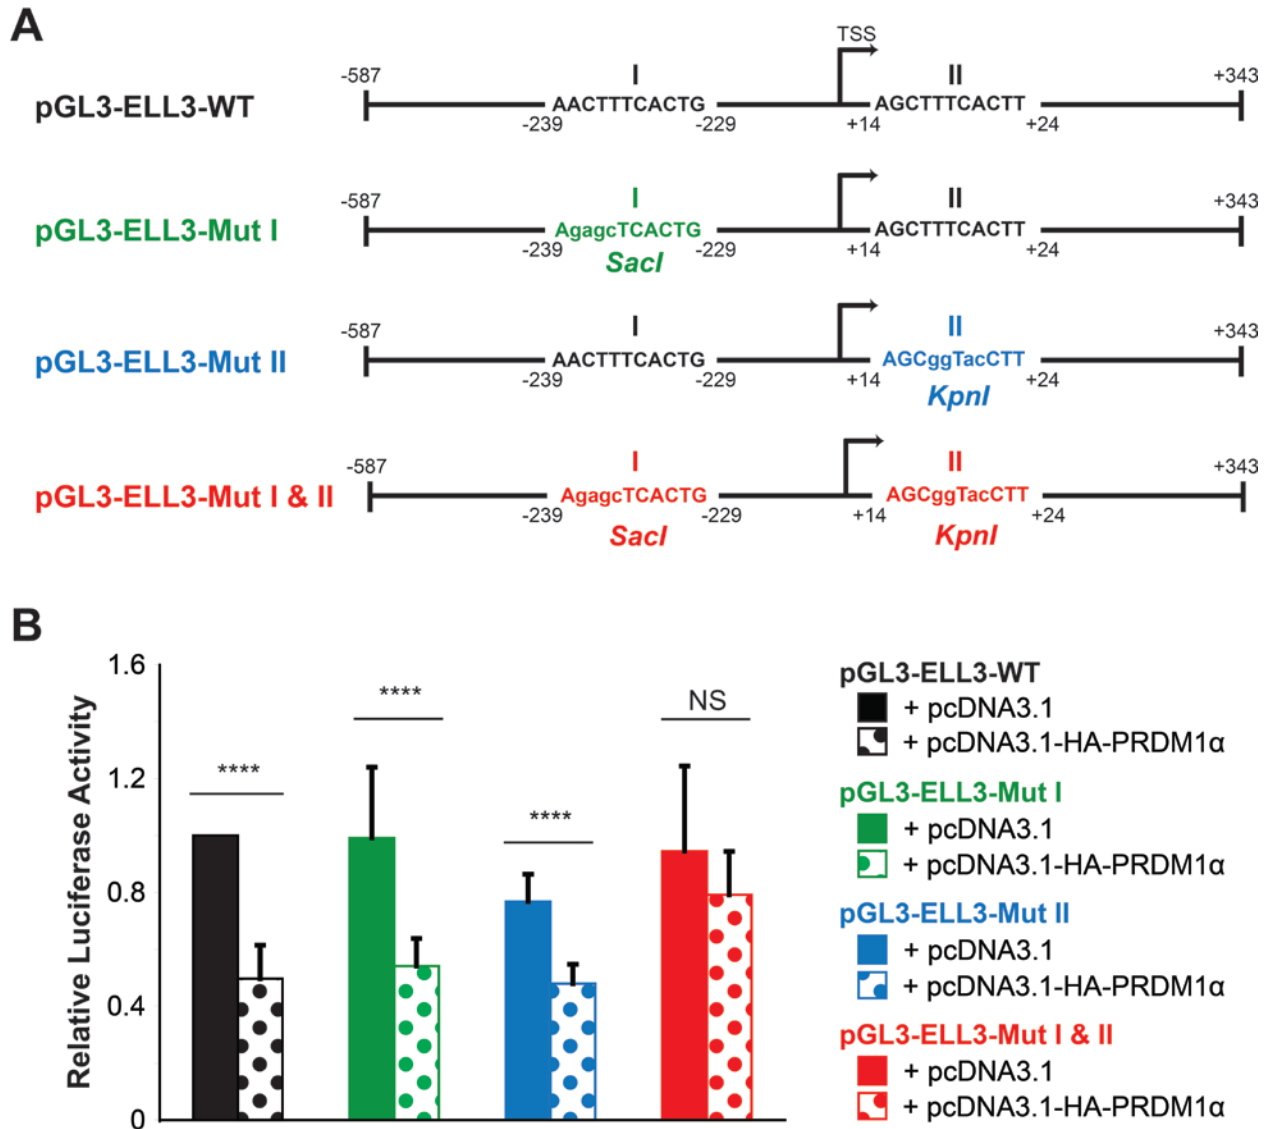 A
TSS
-587 I II +343
pGL3-ELL3-WT AACTTTCACTG AGCTTTCACTT
-239 -229 +14 +24
-587 I II +343
pGL3-ELL3-Mut I AgagcTCACTG AGCTTTCACTT
-239 -229 +14 +24
SacI
-587 I II +343
pGL3-ELL3-Mut II AACTTTCACTG AGCggTacCTT
-239 -229 +14 +24
KpnI
-587 I II +343
pGL3-ELL3-Mut I & II AgagcTCACTG AGCggTacCTT
-239 -229 +14 +24
SacI KpnI
B
Relative Luciferase Activity
1.6
1.2
0.8
0.4
0
****
****
****
NS
pGL3-ELL3-WT
+ pcDNA3.1
+ pcDNA3.1-HA-PRDM1α
pGL3-ELL3-Mut I
+ pcDNA3.1
+ pcDNA3.1-HA-PRDM1α
pGL3-ELL3-Mut II
+ pcDNA3.1
+ pcDNA3.1-HA-PRDM1α
pGL3-ELL3-Mut I & II
+ pcDNA3.1
+ pcDNA3.1-HA-PRDM1α